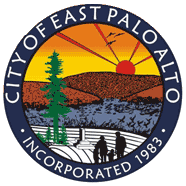 CITY OF EAST PALO ALTO
• INCORPORATED 1983 •